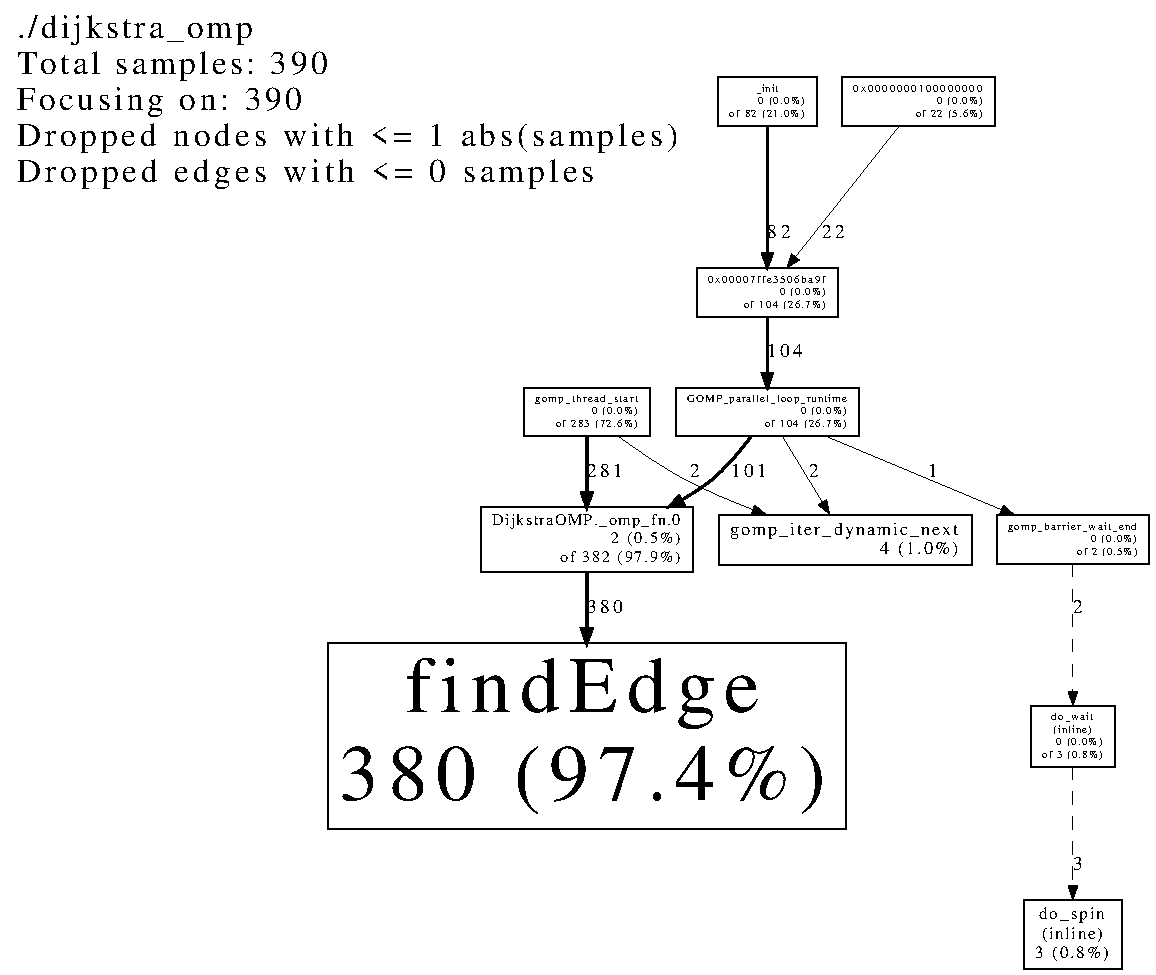 ./dijkstra_omp
Total samples: 390
Focusing on: 390
Dropped nodes with <= 1 abs(samples)
Dropped edges with <= 0 samples
_init
0 (0.0%)
of 82 (21.0%)
0x0000000100000000
0 (0.0%)
of 22 (5.6%)
82
22
0x00007ffe3506ba9f
0 (0.0%)
of 104 (26.7%)
104
gomp_thread_start
0 (0.0%)
of 283 (72.6%)
GOMP_parallel_loop_runtime
0 (0.0%)
of 104 (26.7%)
281
2
101
2
1
DijkstraOMP._omp_fn.0
2 (0.5%)
of 382 (97.9%)
gomp_iter_dynamic_next
4 (1.0%)
gomp_barrier_wait_end
0 (0.0%)
of 2 (0.5%)
380
2
findEdge
380 (97.4%)
do_wait
(inline)
0 (0.0%)
of 3 (0.8%)
3
do_spin
(inline)
3 (0.8%)